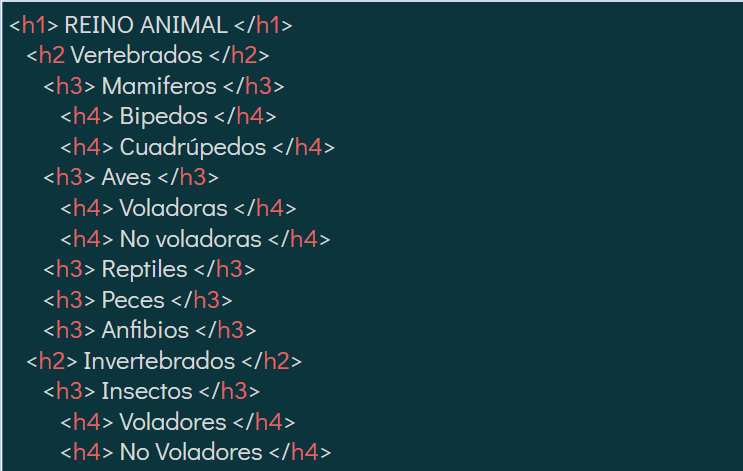 <h1> REINO ANIMAL </h1>
<h2 Vertebrados </h2>
<h3> Mamiferos </h3>
<h4> Bipedos </h4>
<h4> Cuadrúpedos </h4>
<h3> Aves </h3>
<h4> Voladoras </h4>
<h4> No voladoras </h4>
<h3> Reptiles </h3>
<h3> Peces </h3>
<h3> Anfibios </h3>
<h2> Invertebrados </h2>
<h3> Insectos </h3>
<h4> Voladores </h4>
<h4> No Voladores </h4>